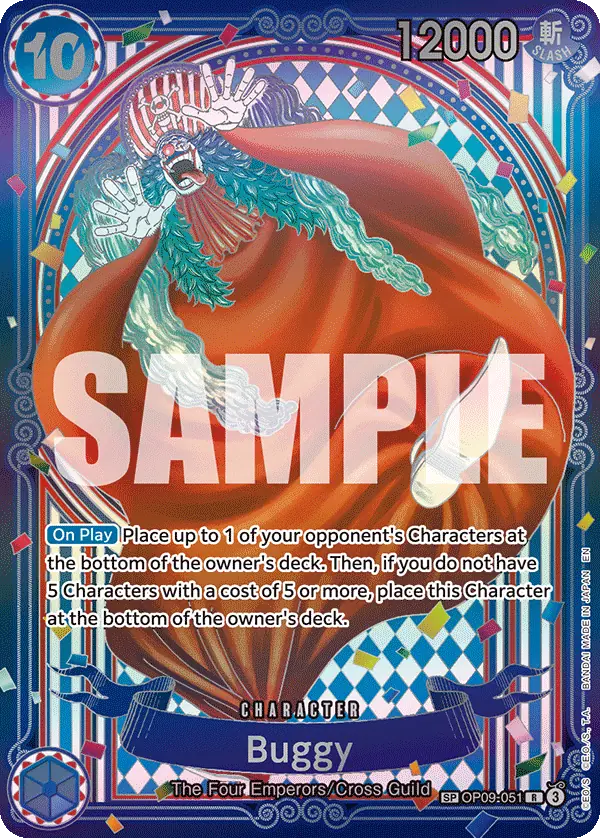 10
12000
斬
SLASH
SAMPLE
On Play Place up to 1 of your opponent's Characters at
the bottom of the owner's deck. Then, if you do not have
5 Characters with a cost of 5 or more, place this Character
at the bottom of the owner's deck.
CHARACTER
Buggy
The Four Emperors/Cross Guild
SP OP09-051 R 3
©EO/S ©E.O./S.,T.A. BANDAI MADE IN JAPAN EN